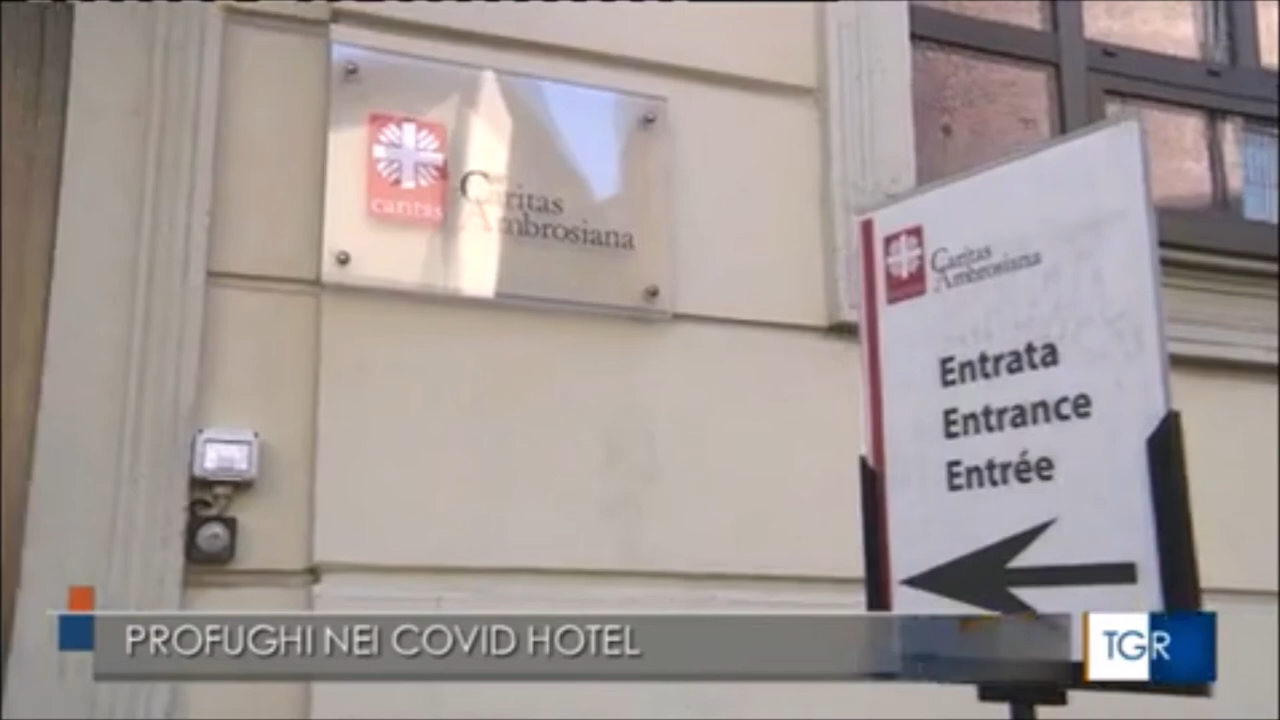 caritas
Caritas
Ambrosiana
Caritas
Ambrosiana
Entrata
Entrance
Entrée
PROFUGHI NEI COVID HOTEL
TGR